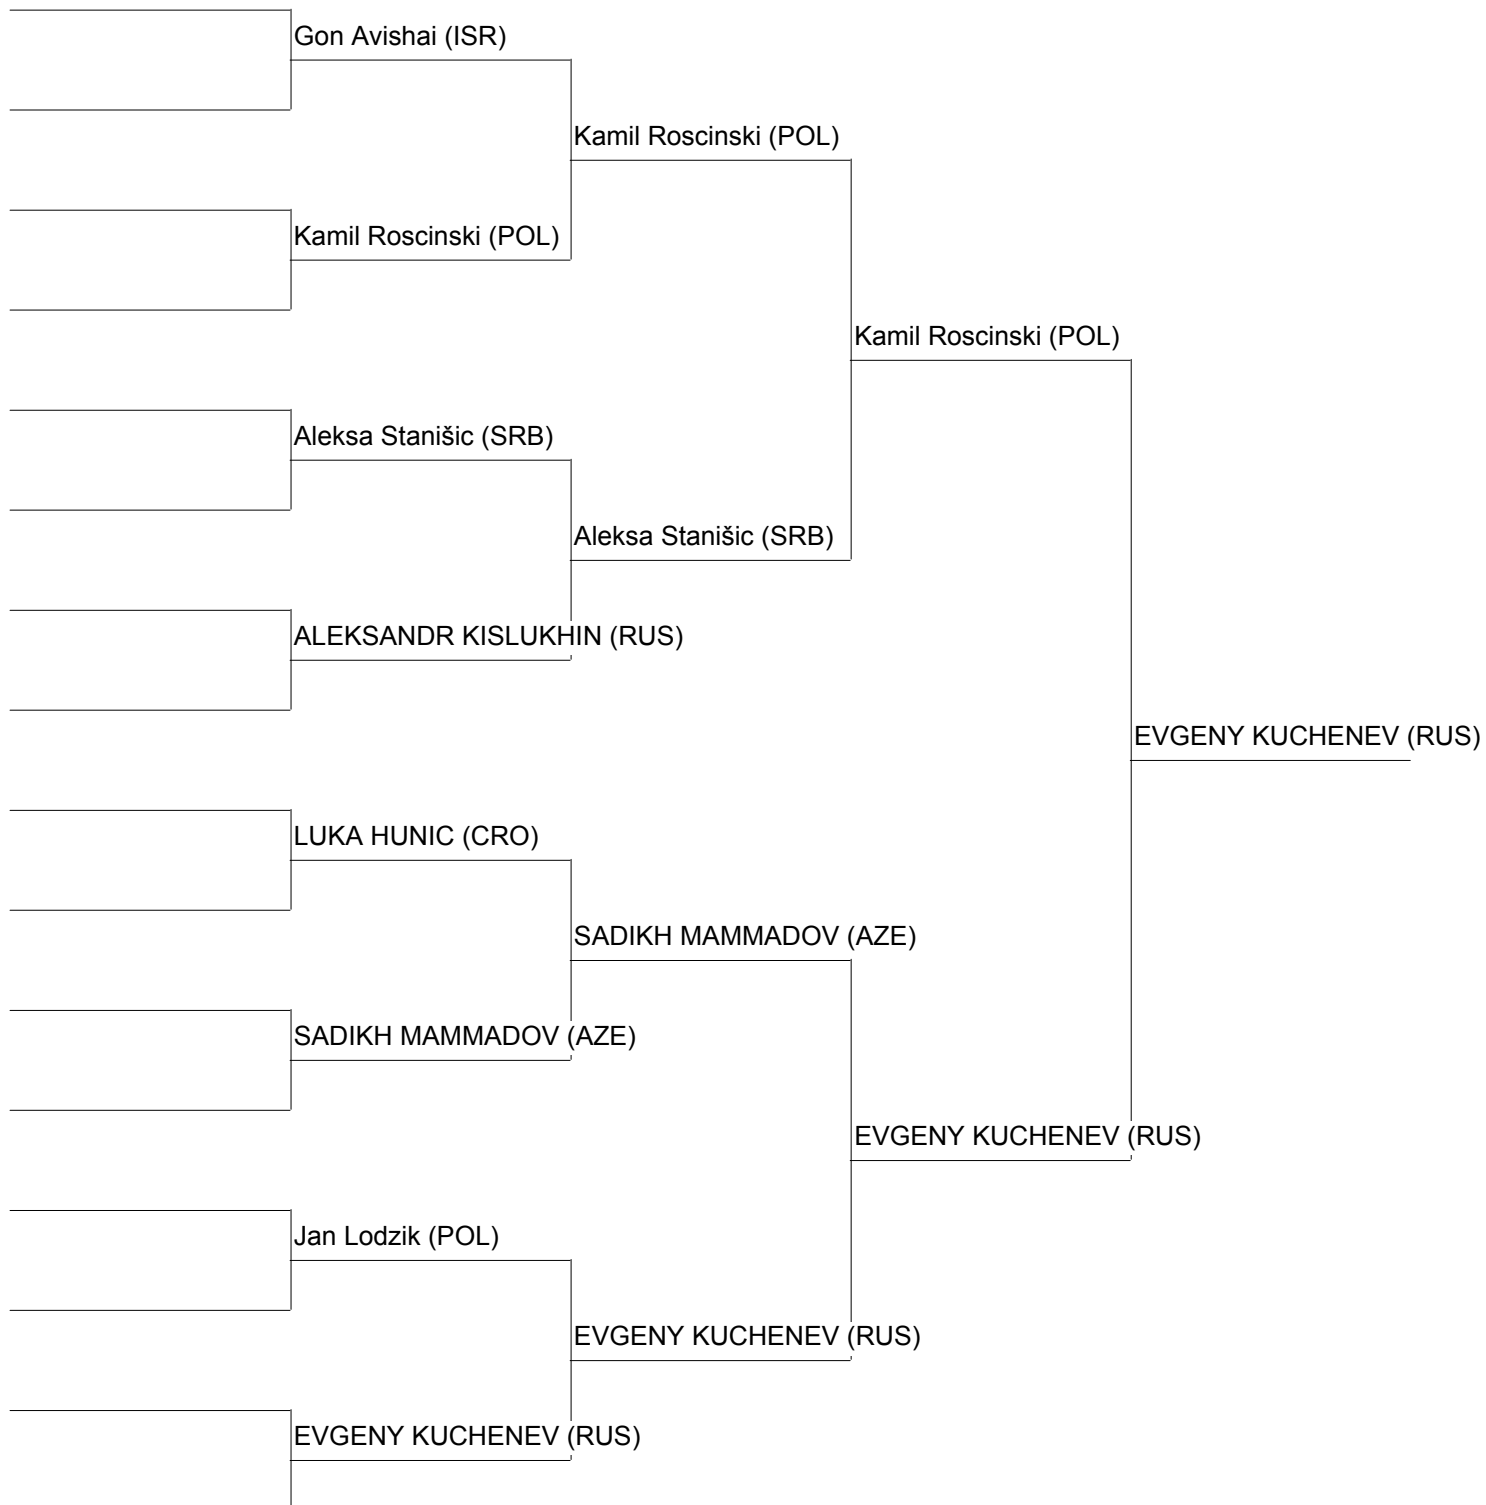 Gon Avishai (ISR)
Kamil Roscinski (POL)
Kamil Roscinski (POL)
Kamil Roscinski (POL)
Aleksa Stanišic (SRB)
Aleksa Stanišic (SRB)
ALEKSANDR KISLUKHIN (RUS)
EVGENY KUCHENEV (RUS)
LUKA HUNIC (CRO)
SADIKH MAMMADOV (AZE)
SADIKH MAMMADOV (AZE)
EVGENY KUCHENEV (RUS)
Jan Lodzik (POL)
EVGENY KUCHENEV (RUS)
EVGENY KUCHENEV (RUS)